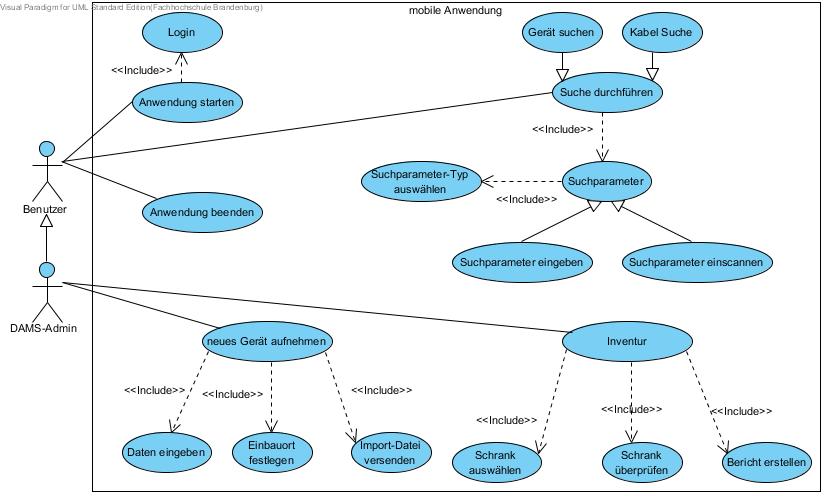 Visual Paradigm for UML Standard Edition(Fachhochschule Brandenburg)
mobile Anwendung
Login
Gerät suchen
Kabel Suche
<<Include>>
Anwendung starten
Suche durchführen
<<Include>>
Suchparameter-Typ
auswählen
Suchparameter
<<Include>>
Benutzer
Anwendung beenden
Suchparameter eingeben
Suchparameter einscannen
DAMS-Admin
neues Gerät aufnehmen
Inventur
<<Include>>
<<Include>>
<<Include>>
<<Include>>
<<Include>>
<<Include>>
Daten eingeben
Einbauort
festlegen
Import-Datei
versenden
Schrank
auswählen
Schrank
überprüfen
Bericht erstellen